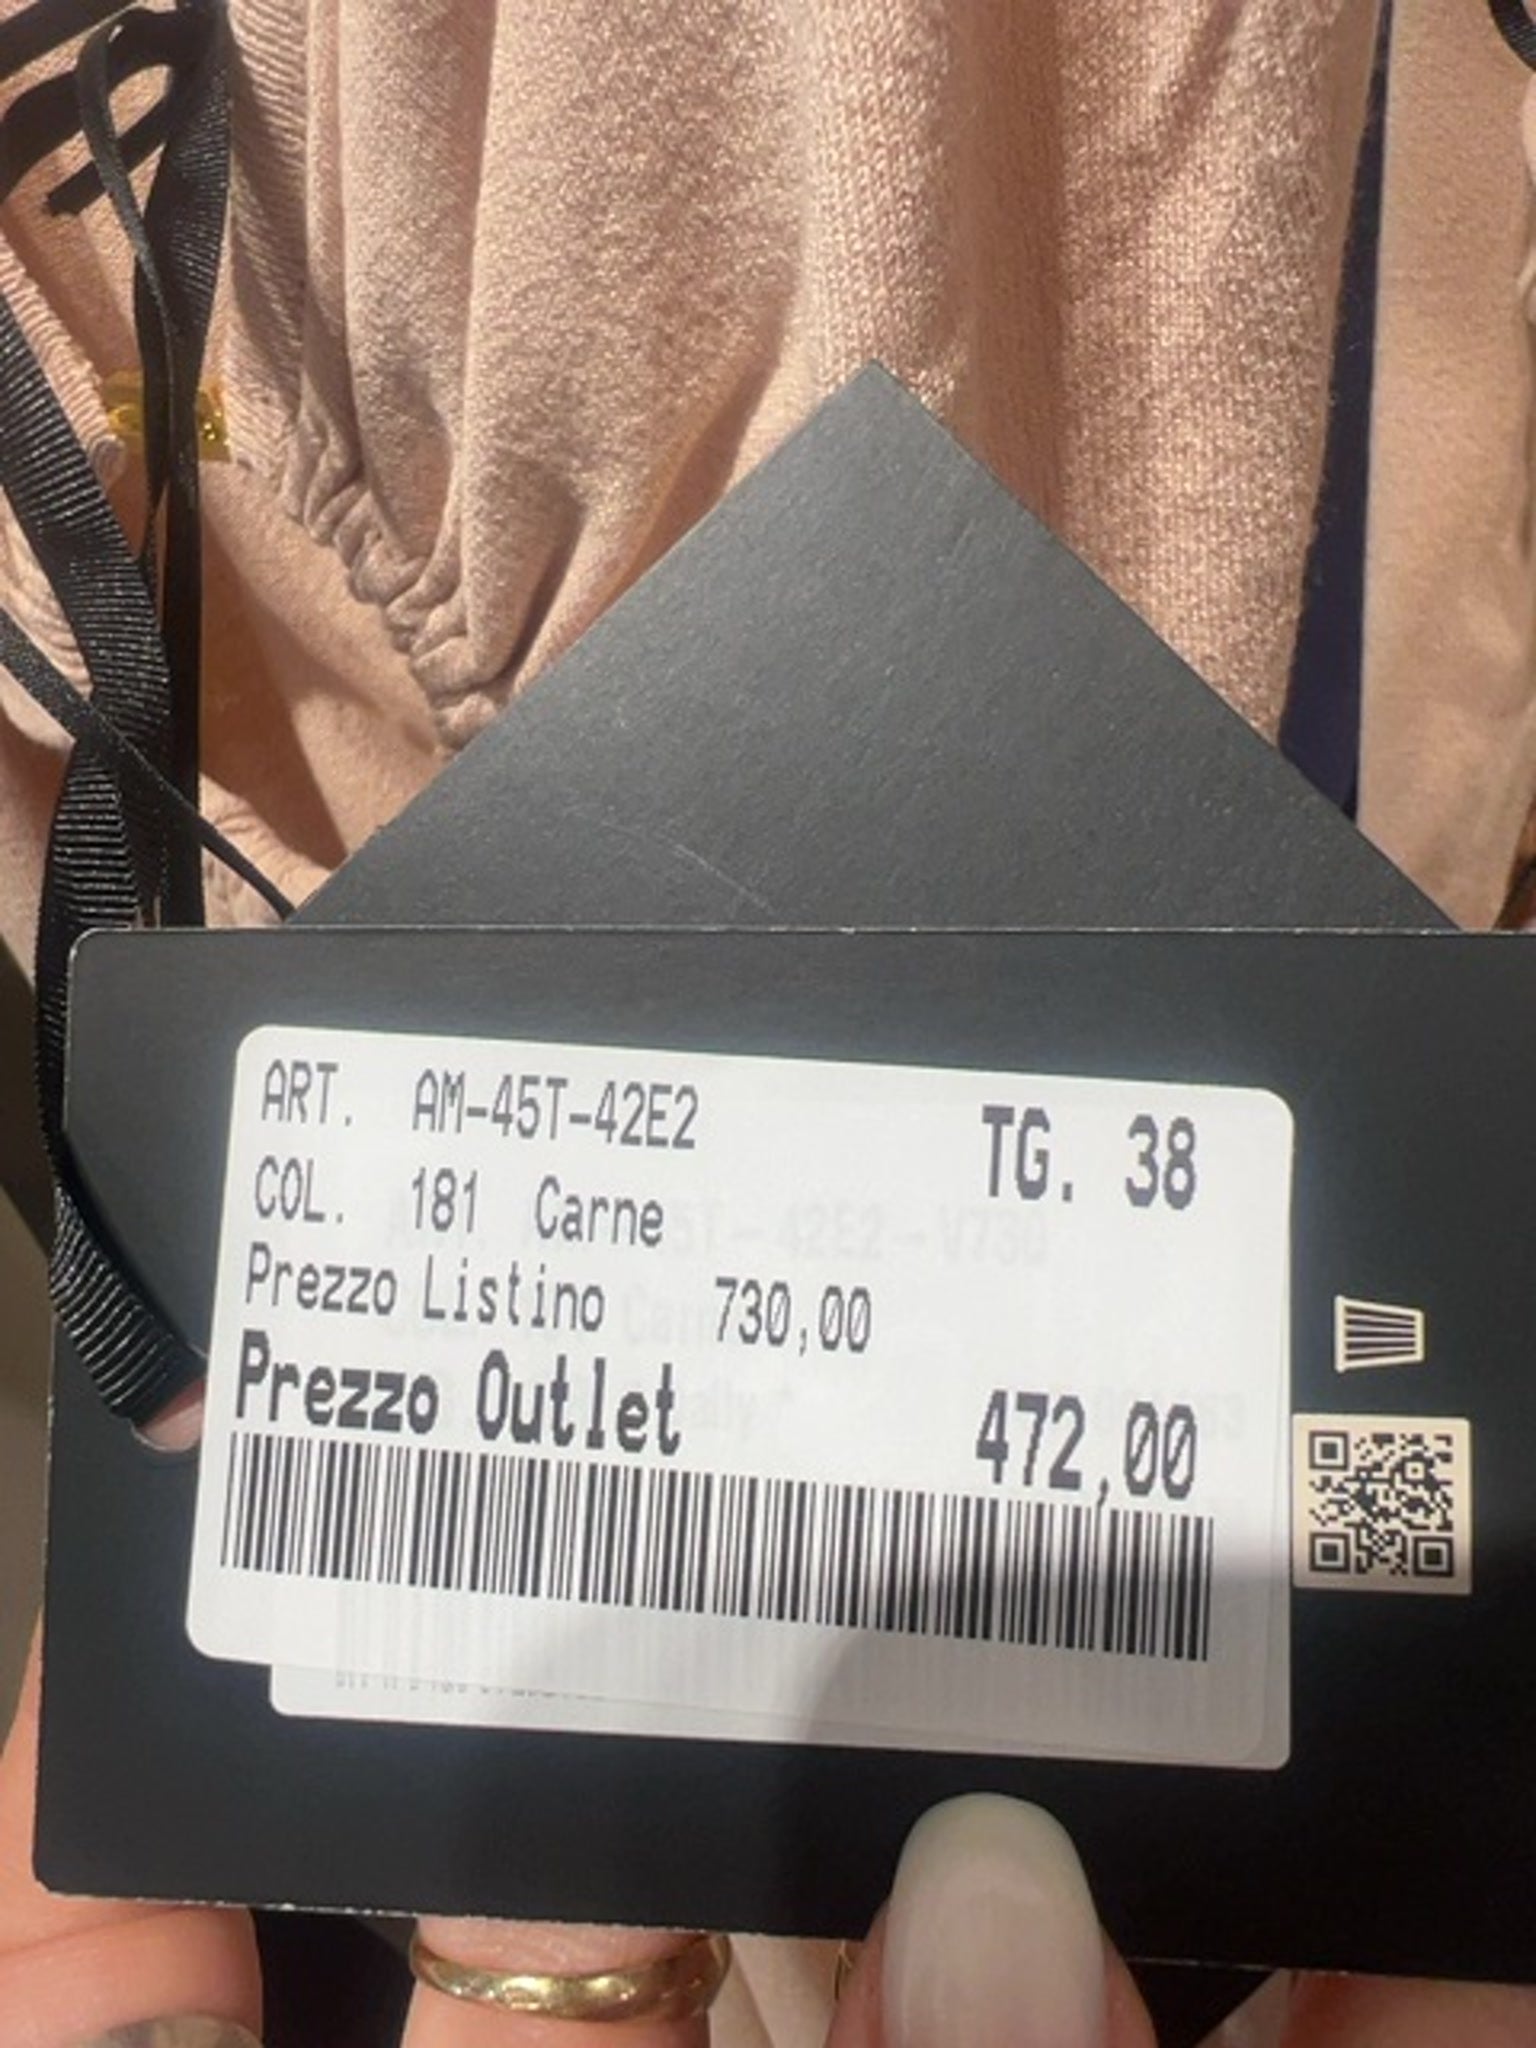 ART. AM-45T-42E2 TG. 38
COL. 181 Carne
Prezzo Listino 730,00
Prezzo Outlet 472,00